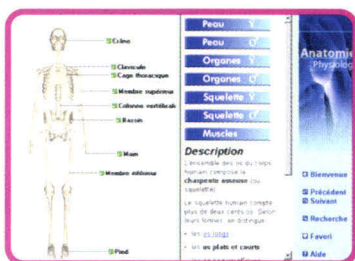 Crâne
Clavicule
Cage thoracique
Membre supérieur
Colonne vertébrale
Bassin
Main
Membre inférieur
Pied
Peau ♀
Peau ♂
Organes ♀
Organes ♂
Squelette ♀
Squelette ♂
Muscles
Description
L'ensemble des os du corps
humain compose la
charpente osseuse (ou
squelette).
Le squelette humain compte
plus de deux cents os. Selon
leurs formes, on distingue
• les os longs
• les os plats et courts
Anatomie
Physiolog
Bienvenue
Précédent
Suivant
Recherche
Favori
Aide